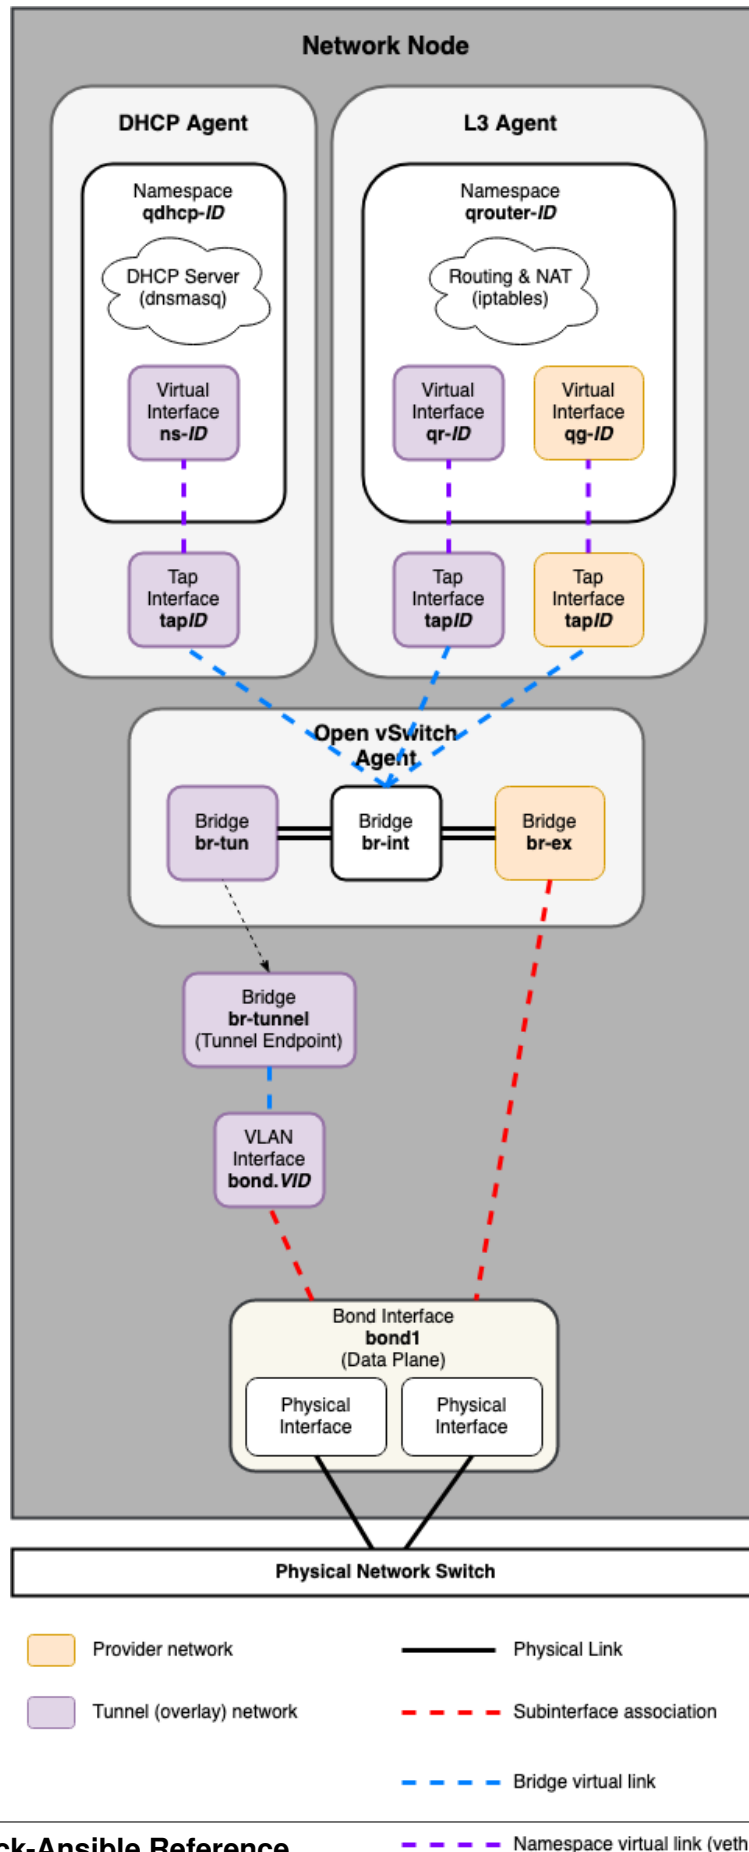 Network Node
DHCP Agent
L3 Agent
Namespace
qdhcp-ID
Namespace
qrouter-ID
DHCP Server
(dnsmasq)
Routing & NAT
(iptables)
Virtual
Interface
ns-ID
Virtual
Interface
qr-ID
Virtual
Interface
qg-ID
Tap
Interface
tapID
Tap
Interface
tapID
Tap
Interface
tapID
Open vSwitch
Agent
Bridge
br-tun
Bridge
br-int
Bridge
br-ex
Bridge
br-tunnel
(Tunnel Endpoint)
VLAN
Interface
bond.VID
Bond Interface
bond1
(Data Plane)
Physical
Interface
Physical
Interface
Physical Network Switch
Provider network
Physical Link
Tunnel (overlay) network
Subinterface association
Bridge virtual link
Namespace virtual link (veth
ck-Ansible Reference